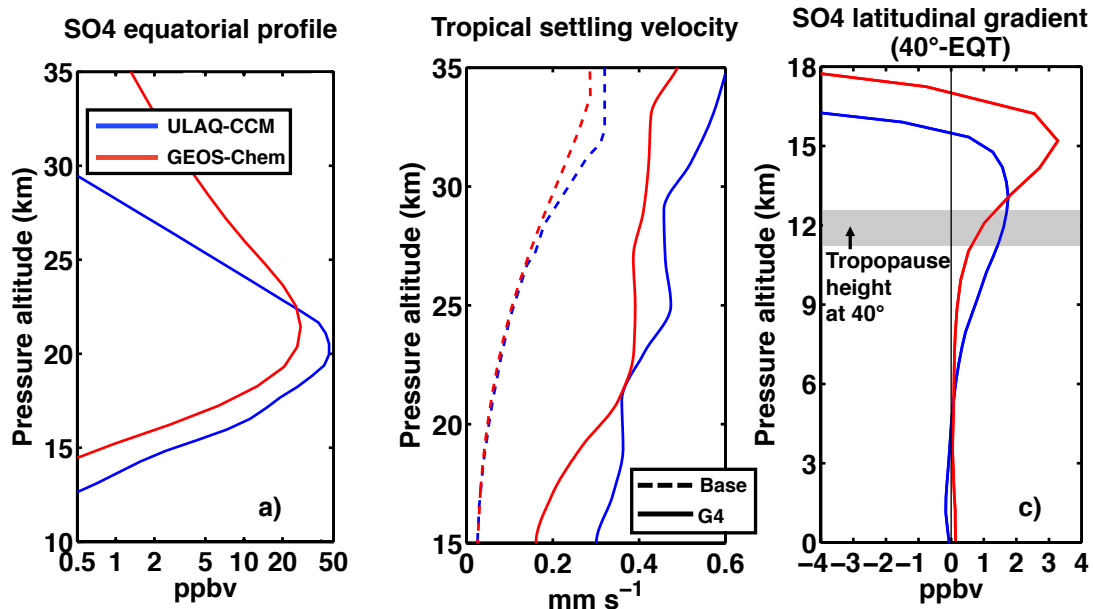 SO4 equatorial profile
Pressure altitude (km)
35
30
25
20
15
10
ULAQ-CCM
GEOS-Chem
a)
0.5 1 2 5 10 20 50
ppbv
Tropical settling velocity
Pressure altitude (km)
35
30
25
20
15
Base
G4
0 0.2 0.4 0.6
mm s⁻¹
SO4 latitudinal gradient
(40°-EQT)
Pressure altitude (km)
18
15
12
9
6
3
0
Tropopause
height
at 40°
c)
−4 −3 −2 −1 0 1 2 3 4
ppbv